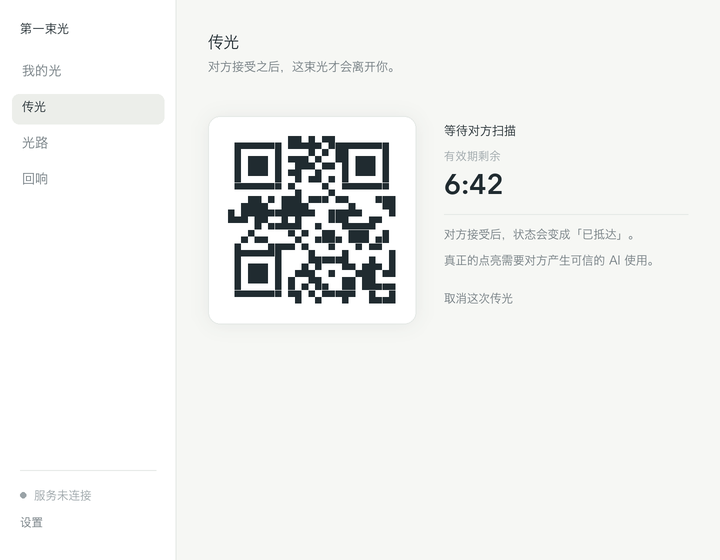 第一束光
我的光
传光
光路
回响
服务未连接
设置
传光
对方接受之后，这束光才会离开你。
等待对方扫描
有效期剩余
6:42
对方接受后，状态会变成「已抵达」。
真正的点亮需要对方产生可信的 AI 使用。
取消这次传光